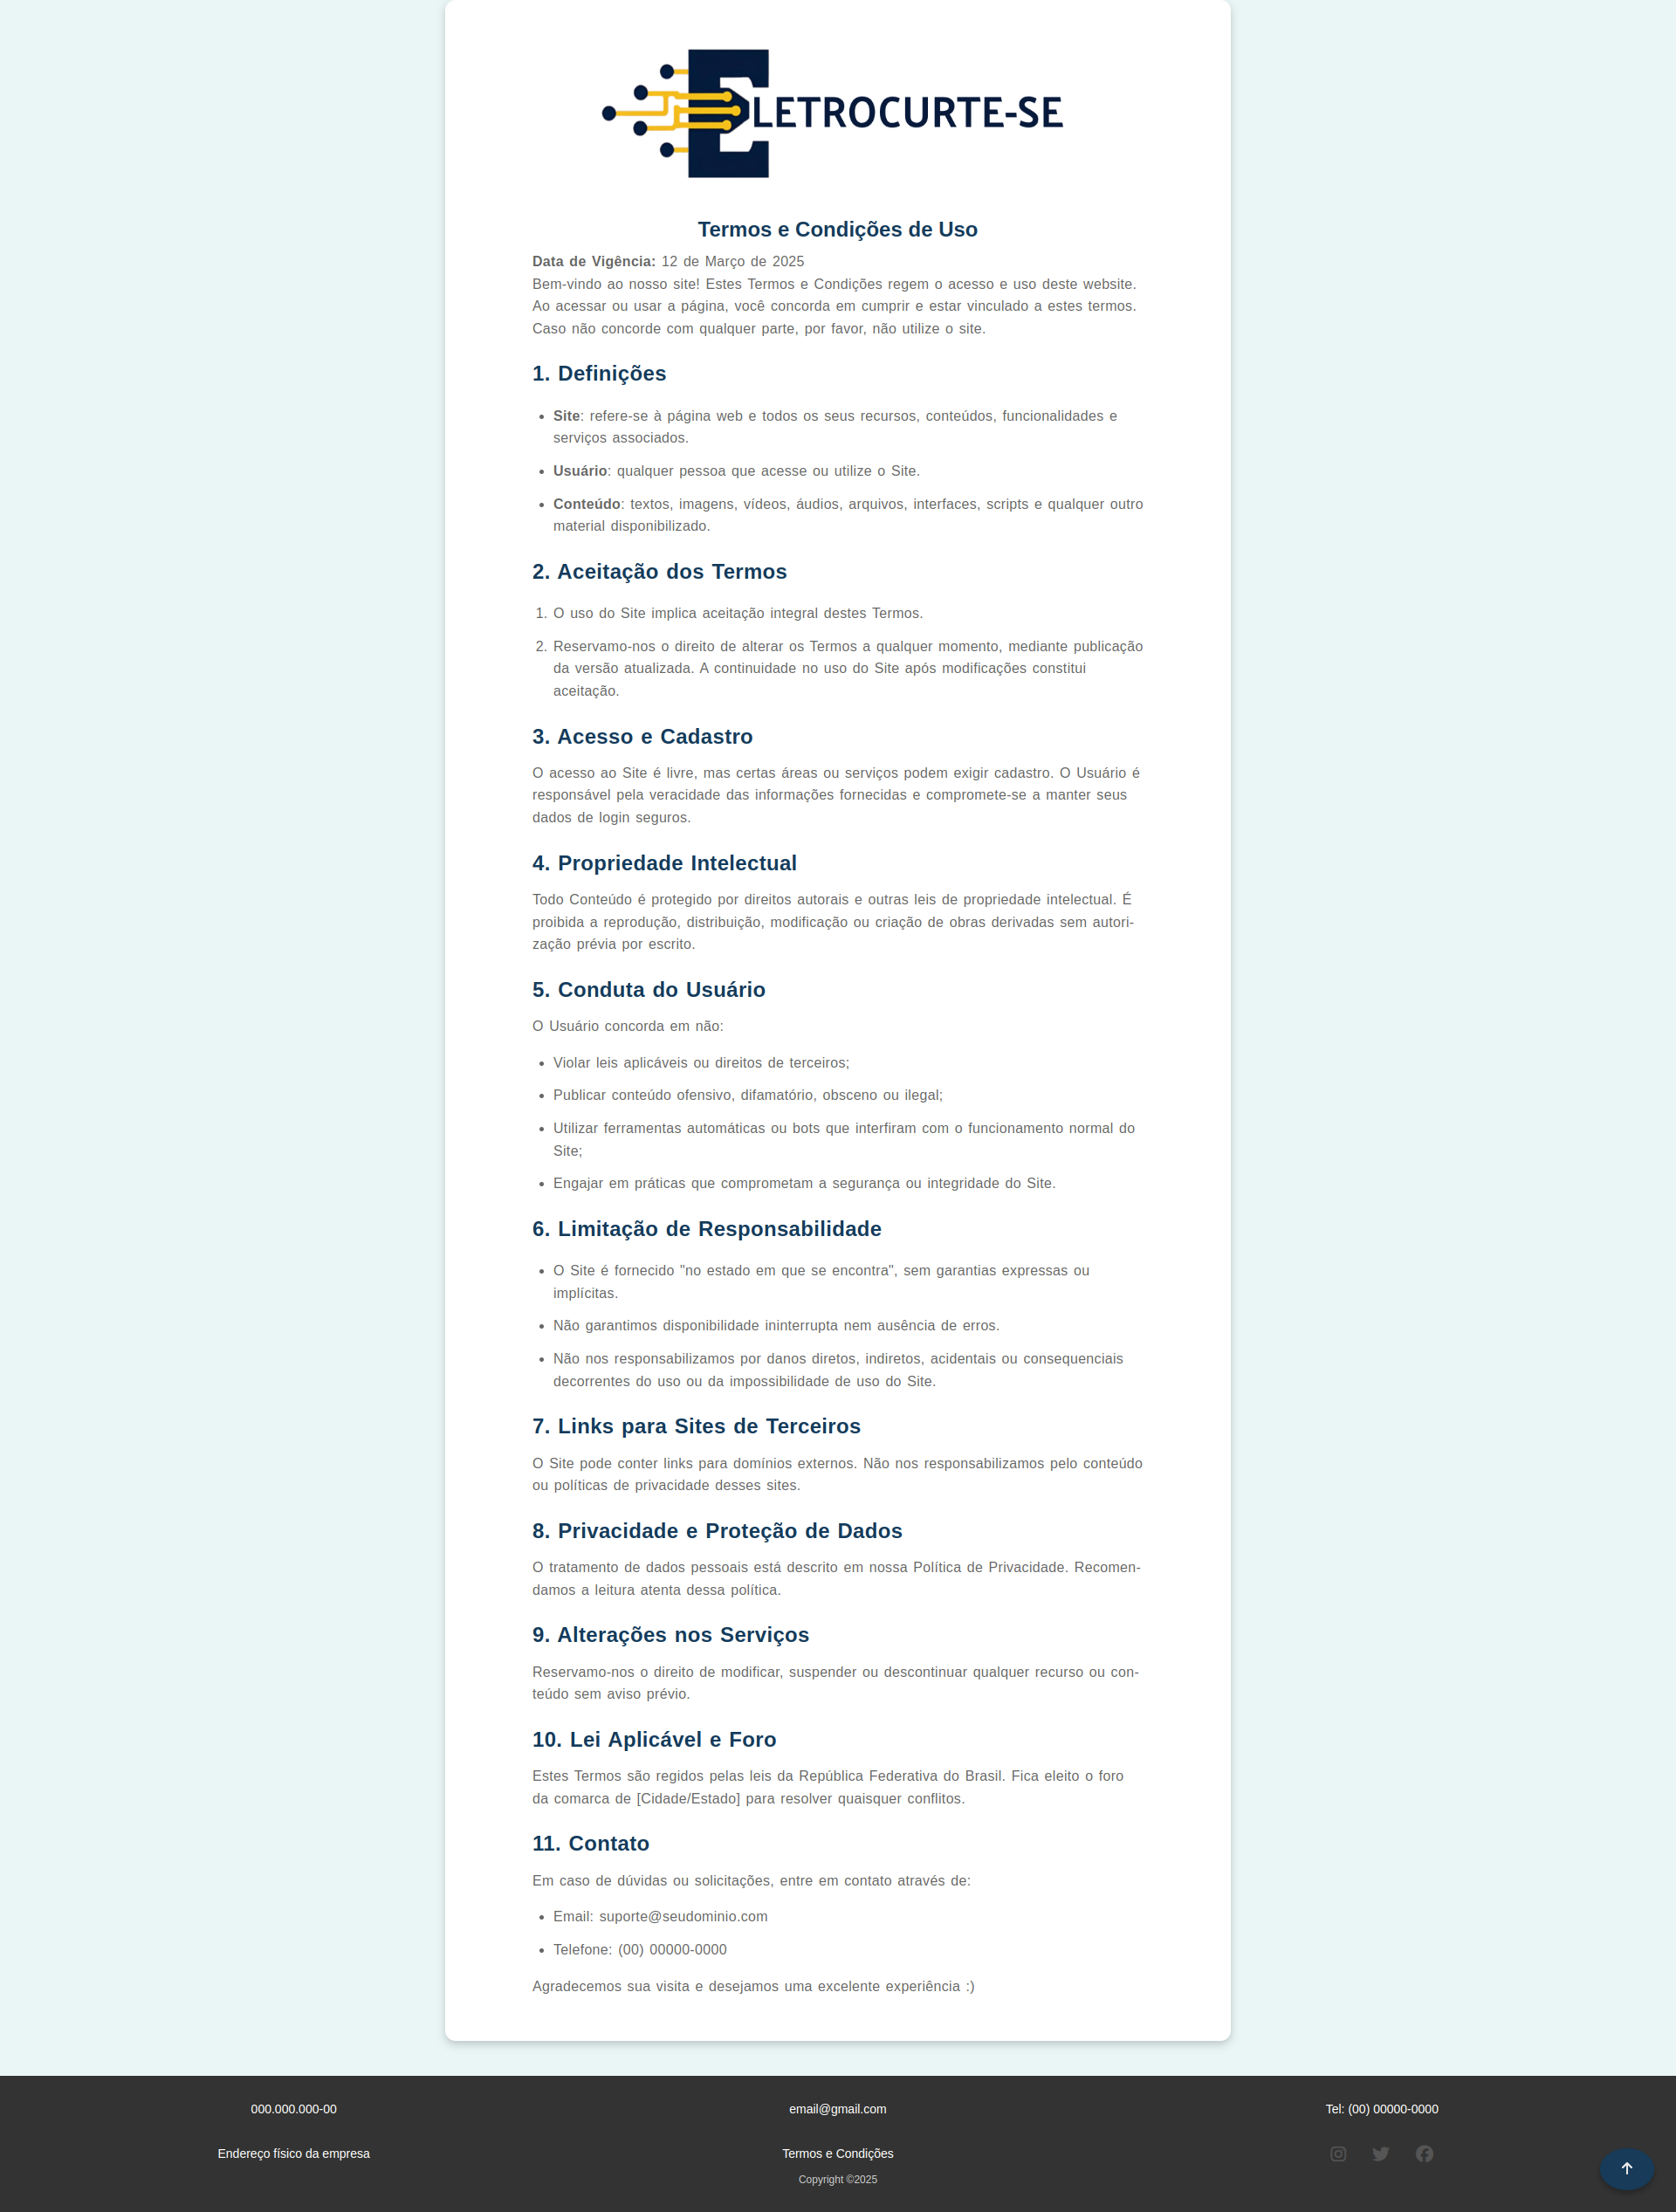 ELETROCURTE-SE
Termos e Condições de Uso
Data de Vigência: 12 de Março de 2025
Bem-vindo ao nosso site! Estes Termos e Condições regem o acesso e uso deste website.
Ao acessar ou usar a página, você concorda em cumprir e estar vinculado a estes termos.
Caso não concorde com qualquer parte, por favor, não utilize o site.
1. Definições
• Site: refere-se à página web e todos os seus recursos, conteúdos, funcionalidades e
serviços associados.
• Usuário: qualquer pessoa que acesse ou utilize o Site.
• Conteúdo: textos, imagens, vídeos, áudios, arquivos, interfaces, scripts e qualquer outro
material disponibilizado.
2. Aceitação dos Termos
1. O uso do Site implica aceitação integral destes Termos.
2. Reservamo-nos o direito de alterar os Termos a qualquer momento, mediante publicação
da versão atualizada. A continuidade no uso do Site após modificações constitui
aceitação.
3. Acesso e Cadastro
O acesso ao Site é livre, mas certas áreas ou serviços podem exigir cadastro. O Usuário é
responsável pela veracidade das informações fornecidas e compromete-se a manter seus
dados de login seguros.
4. Propriedade Intelectual
Todo Conteúdo é protegido por direitos autorais e outras leis de propriedade intelectual. É
proibida a reprodução, distribuição, modificação ou criação de obras derivadas sem autori-
zação prévia por escrito.
5. Conduta do Usuário
O Usuário concorda em não:
• Violar leis aplicáveis ou direitos de terceiros;
• Publicar conteúdo ofensivo, difamatório, obsceno ou ilegal;
• Utilizar ferramentas automáticas ou bots que interfiram com o funcionamento normal do
Site;
• Engajar em práticas que comprometam a segurança ou integridade do Site.
6. Limitação de Responsabilidade
• O Site é fornecido "no estado em que se encontra", sem garantias expressas ou
implícitas.
• Não garantimos disponibilidade ininterrupta nem ausência de erros.
• Não nos responsabilizamos por danos diretos, indiretos, acidentais ou consequenciais
decorrentes do uso ou da impossibilidade de uso do Site.
7. Links para Sites de Terceiros
O Site pode conter links para domínios externos. Não nos responsabilizamos pelo conteúdo
ou políticas de privacidade desses sites.
8. Privacidade e Proteção de Dados
O tratamento de dados pessoais está descrito em nossa Política de Privacidade. Recomen-
damos a leitura atenta dessa política.
9. Alterações nos Serviços
Reservamo-nos o direito de modificar, suspender ou descontinuar qualquer recurso ou con-
teúdo sem aviso prévio.
10. Lei Aplicável e Foro
Estes Termos são regidos pelas leis da República Federativa do Brasil. Fica eleito o foro
da comarca de [Cidade/Estado] para resolver quaisquer conflitos.
11. Contato
Em caso de dúvidas ou solicitações, entre em contato através de:
• Email: suporte@seudominio.com
• Telefone: (00) 00000-0000
Agradecemos sua visita e desejamos uma excelente experiência :)
000.000.000-00
email@gmail.com
Tel: (00) 00000-0000
Endereço físico da empresa
Termos e Condições
Copyright ©2025